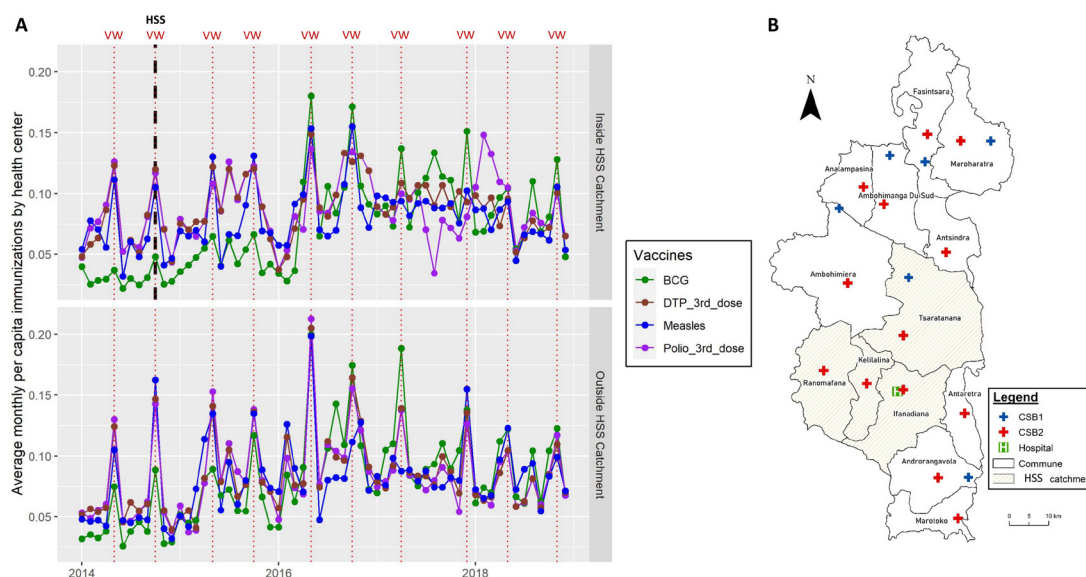 A
HSS
VW VW VW VW VW VW VW VW VW VW
Average monthly per capita immunizations by health center
0.20
0.15
0.10
0.05
Inside HSS Catchment
0.20
0.15
0.10
0.05
Outside HSS Catchment
2014 2016 2018
Vaccines
BCG
DTP_3rd_dose
Measles
Polio_3rd_dose
B
N
Fasintsara
Maroharatra
Analampasina
Ambohimanga Du Sud
Antsindra
Ambohimiera
Tsaratanana
Kelilalina
Ranomafana
Ifanadiana
Antaretra
Androrangavola
Marotoko
Legend
CSB1
CSB2
H Hospital
Commune
HSS catchmer
0 5 10 km